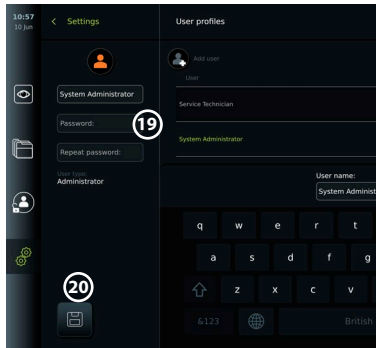 10:57
10 Jun
Settings
User profiles
Add user
User
System Administrator
Service Technician
Password:
19
System Administrator
Repeat password:
User type:
Administrator
User name:
System Administ
q w e r t
a s d f g
z x c v
20
&123
British